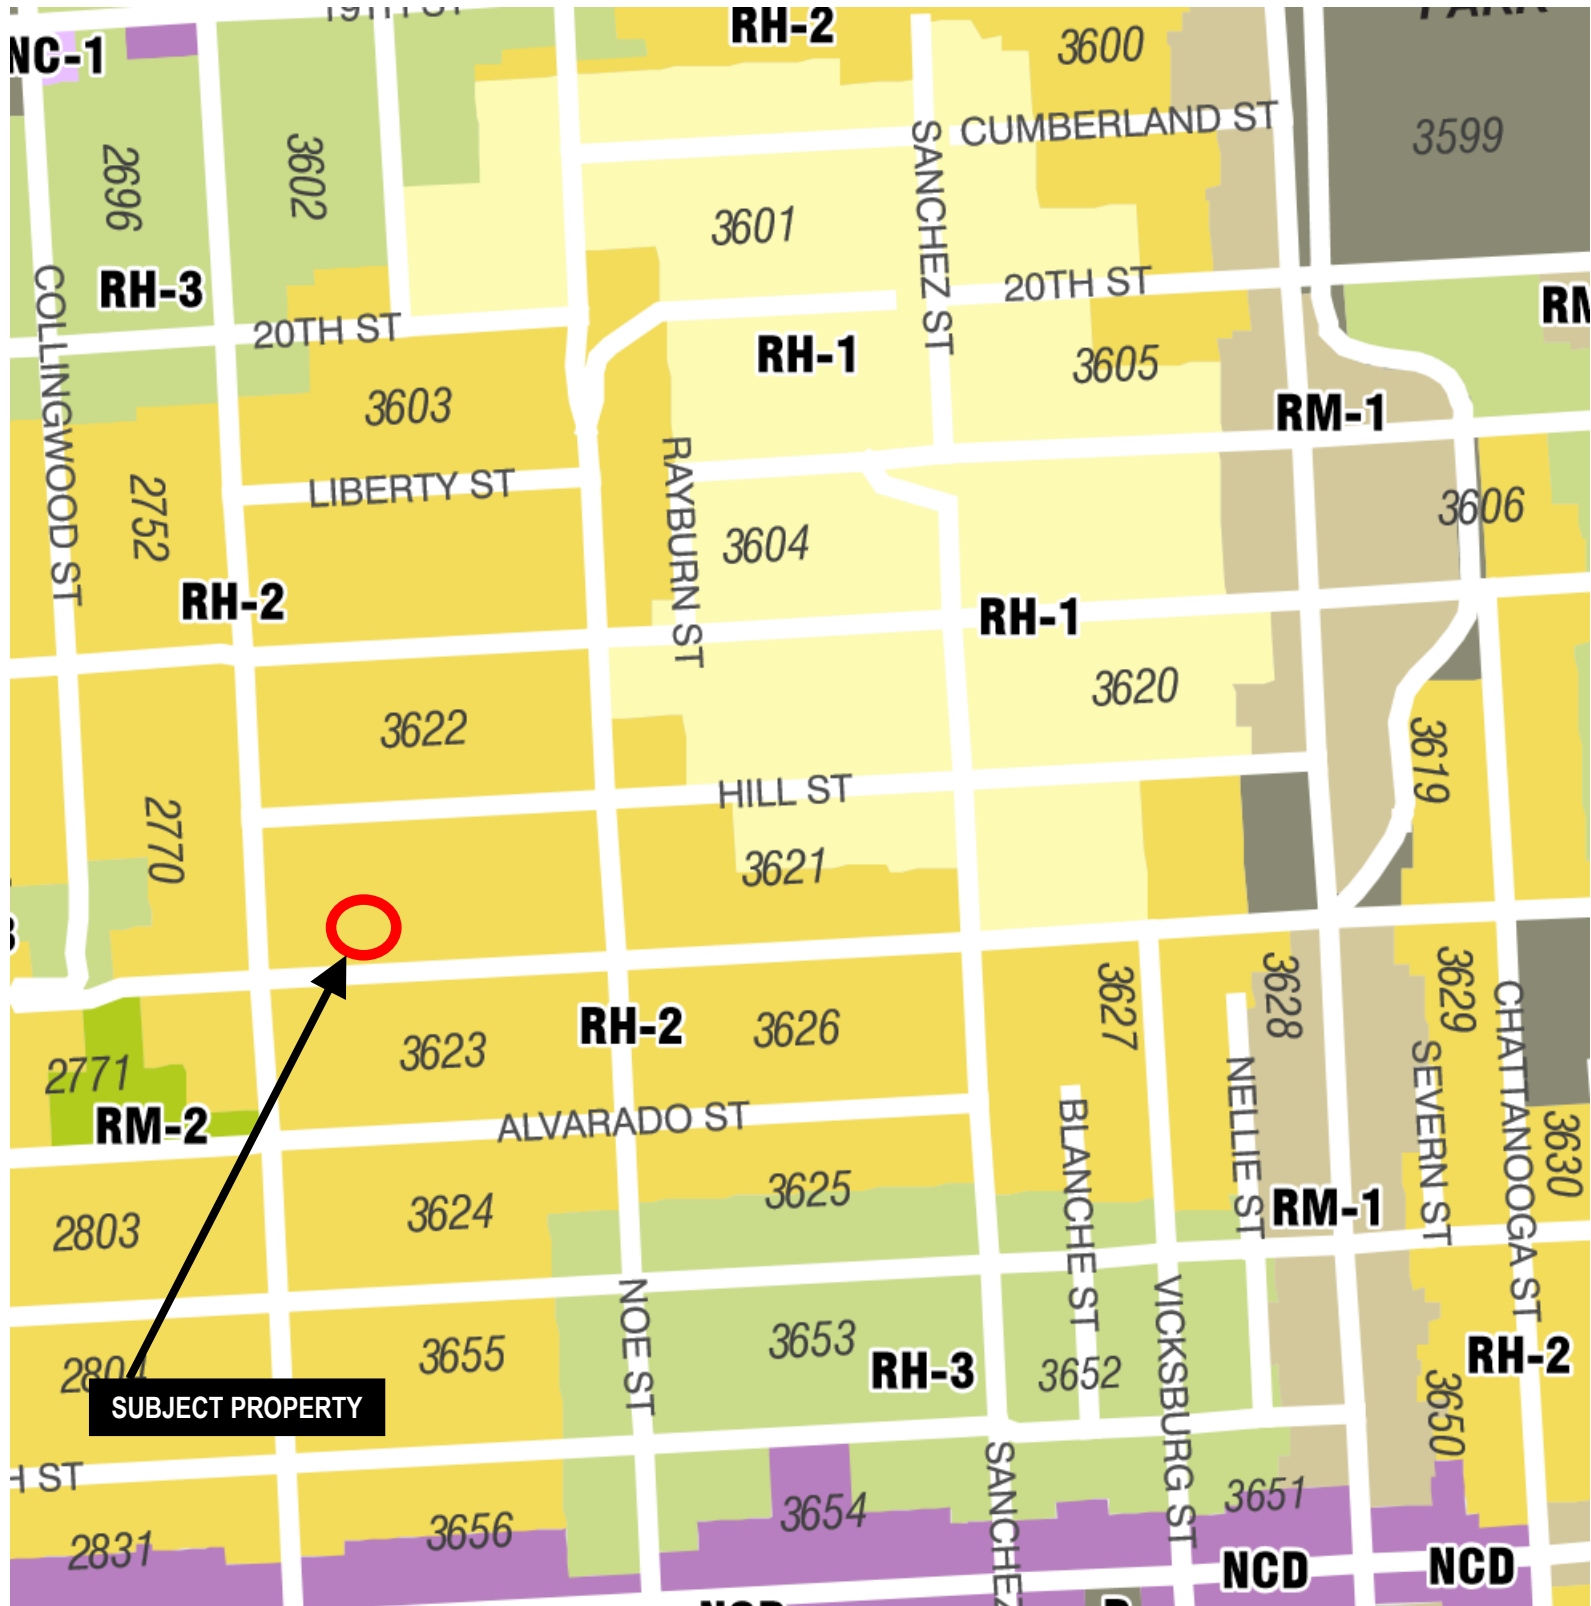 19TH ST
RH-2
PARK
NC-1
3600
CUMBERLAND ST
3599
2696
3602
SANCHEZ ST
3601
RH-3
COLLINGWOOD ST
20TH ST
20TH ST
RH-1
3605
3603
RM-1
RAYBURN ST
LIBERTY ST
2752
3606
3604
RH-2
RH-1
3620
3622
3619
HILL ST
2770
3621
3627
3628
3629
CHATTANOOGA ST
RH-2
3626
3623
2771
SEVERN ST
NELLIE ST
BLANCHE ST
RM-2
ALVARADO ST
3630
3625
RM-1
3624
2803
NOE ST
VICKSBURG ST
3653
RH-3
3652
3655
RH-2
2804
3650
SUBJECT PROPERTY
SANCHEZ
H ST
3651
3654
3656
2831
NCD
NCD